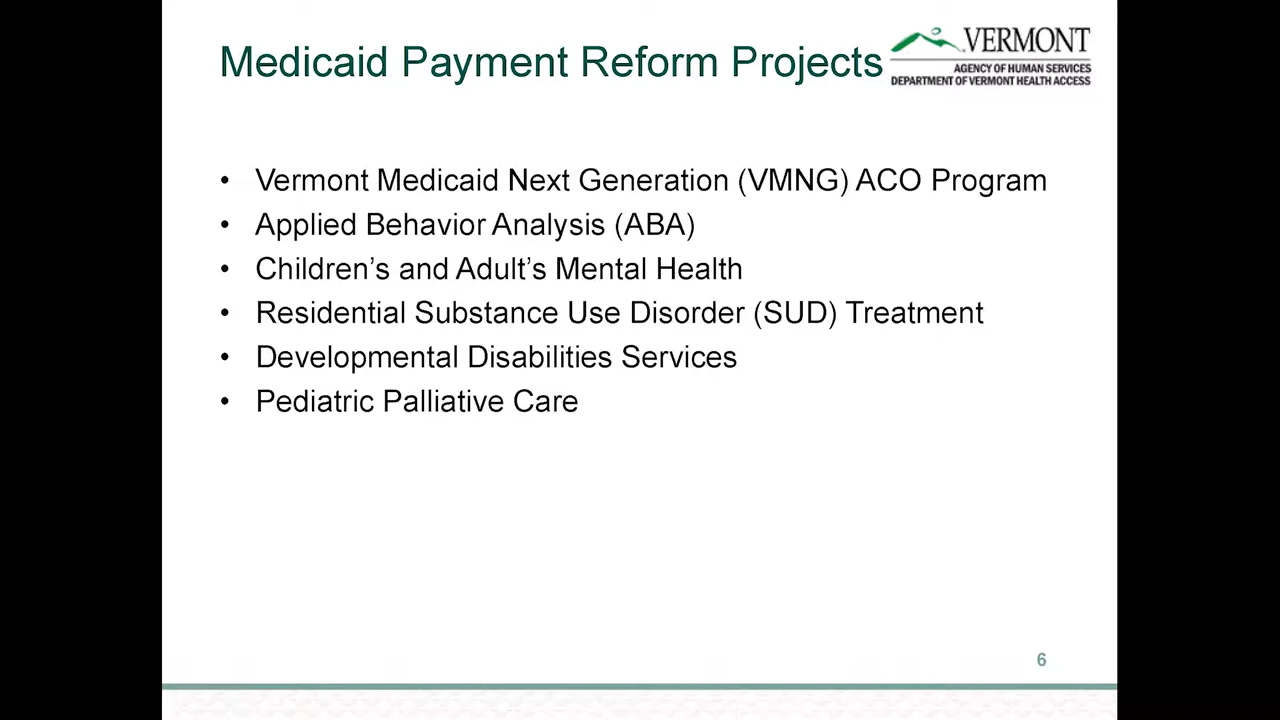 Medicaid Payment Reform Projects
VERMONT
AGENCY OF HUMAN SERVICES
DEPARTMENT OF VERMONT HEALTH ACCESS
• Vermont Medicaid Next Generation (VMNG) ACO Program
• Applied Behavior Analysis (ABA)
• Children’s and Adult’s Mental Health
• Residential Substance Use Disorder (SUD) Treatment
• Developmental Disabilities Services
• Pediatric Palliative Care
6